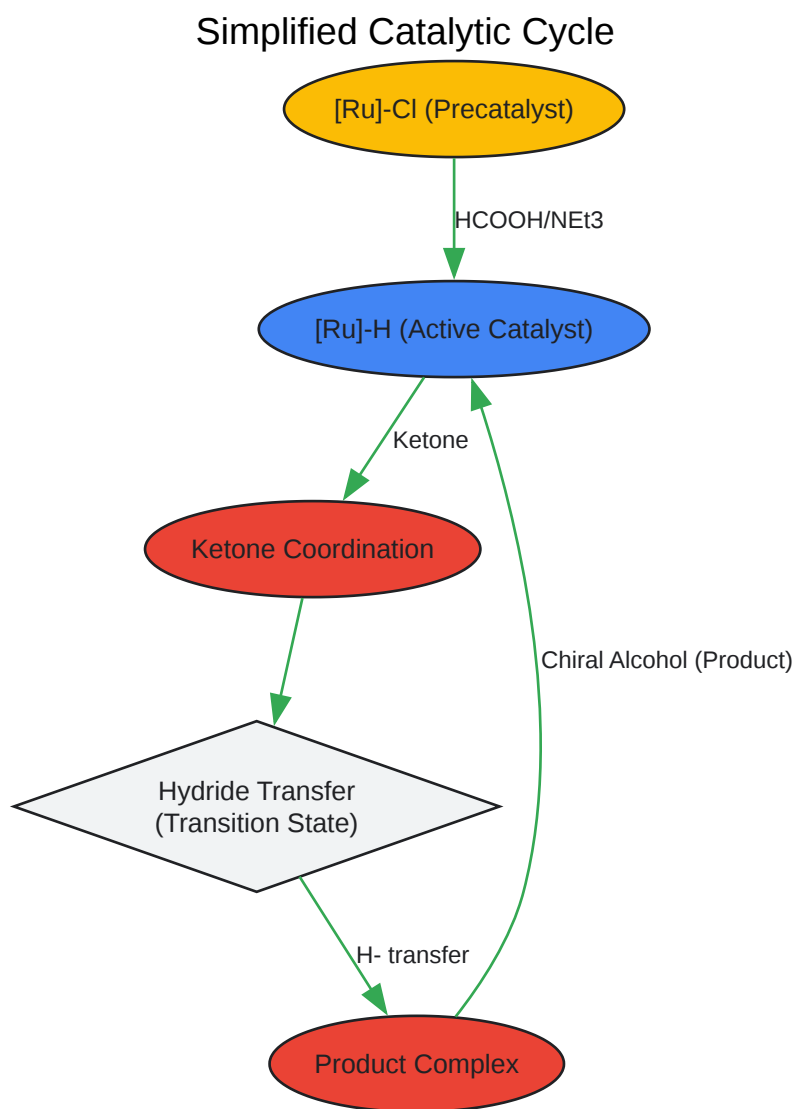 Simplified Catalytic Cycle
[Ru]-Cl (Precatalyst)
HCOOH/NEt3
[Ru]-H (Active Catalyst)
Ketone
Ketone Coordination
Chiral Alcohol (Product)
Hydride Transfer
(Transition State)
H- transfer
Product Complex